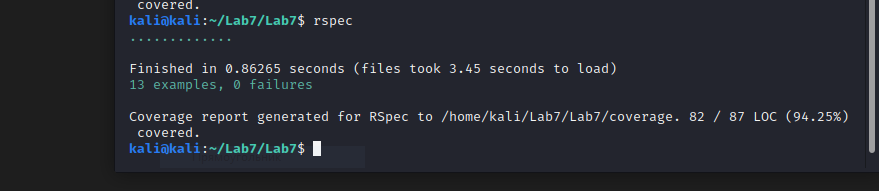 covered.
kali@kali:~/Lab7/Lab7$ rspec
.............
Finished in 0.86265 seconds (files took 3.45 seconds to load)
13 examples, 0 failures
Coverage report generated for RSpec to /home/kali/Lab7/Lab7/coverage. 82 / 87 LOC (94.25%)
covered.
kali@kali:~/Lab7/Lab7$